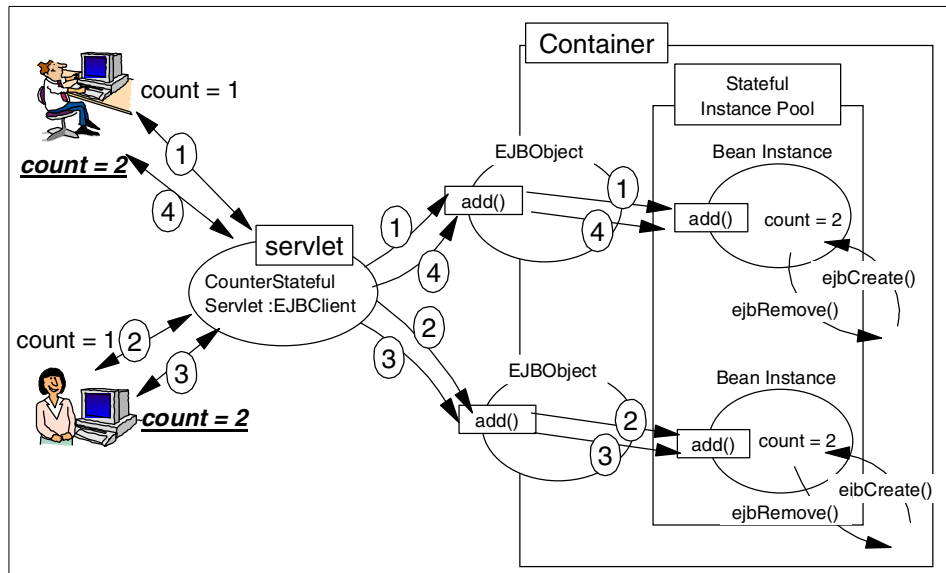 Container
Stateful
Instance Pool
count = 1
count = 2
1
4
EJBObject
add()
1
4
Bean Instance
add()
count = 2
ejbCreate()
ejbRemove()
servlet
CounterStateful
Servlet :EJBClient
1
4
2
3
count = 1
2
3
count = 2
EJBObject
add()
2
3
Bean Instance
add()
count = 2
eibCreate()
ejbRemove()